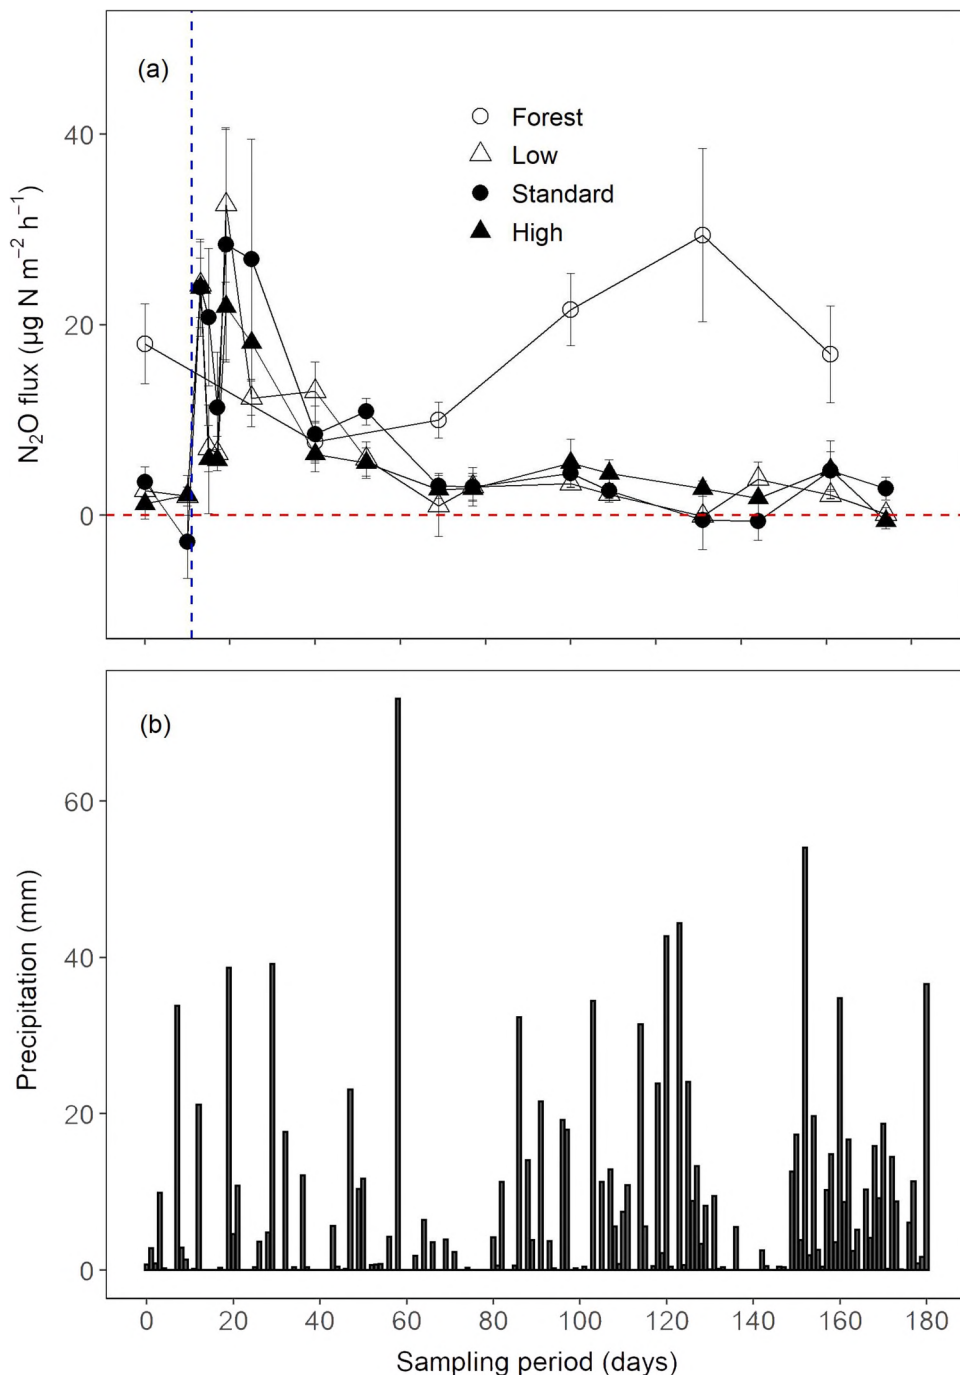 (a)
Forest
Low
Standard
High
40
20
0
N₂O flux (µg N m⁻² h⁻¹)
(b)
60
40
20
0
Precipitation (mm)
0 20 40 60 80 100 120 140 160 180
Sampling period (days)